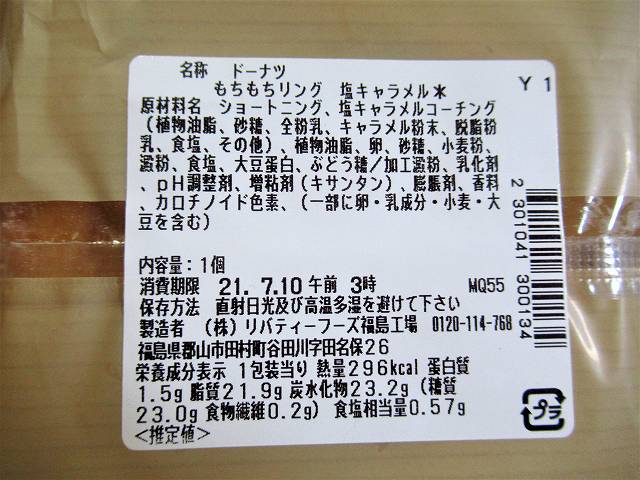 名称 ドーナツ
もちもちリング 塩キャラメル*
Y 1
原材料名 ショートニング、塩キャラメルコーチング
(植物油脂、砂糖、全粉乳、キャラメル粉末、脱脂粉
乳、食塩、その他)、植物油脂、卵、砂糖、小麦粉、
澱粉、食塩、大豆蛋白、ぶどう糖/加工澱粉、乳化剤
、pH調整剤、増粘剤(キサンタン)、膨脹剤、香料
、カロチノイド色素、(一部に卵・乳成分・小麦・大
豆を含む)
内容量:1個
消費期限 21. 7.10 午前 3時 MQ55
保存方法 直射日光及び高温多湿を避けて下さい
製造者 (株)リバティーフーズ福島工場 0120-114-768
福島県郡山市田村町谷田川字田名保26
栄養成分表示 1包装当り 熱量296kcal 蛋白質
1.5g 脂質21.9g 炭水化物23.2g (糖質
23.0g 食物繊維0.2g) 食塩相当量0.57g
<推定値>
2 301041 300134
プラ